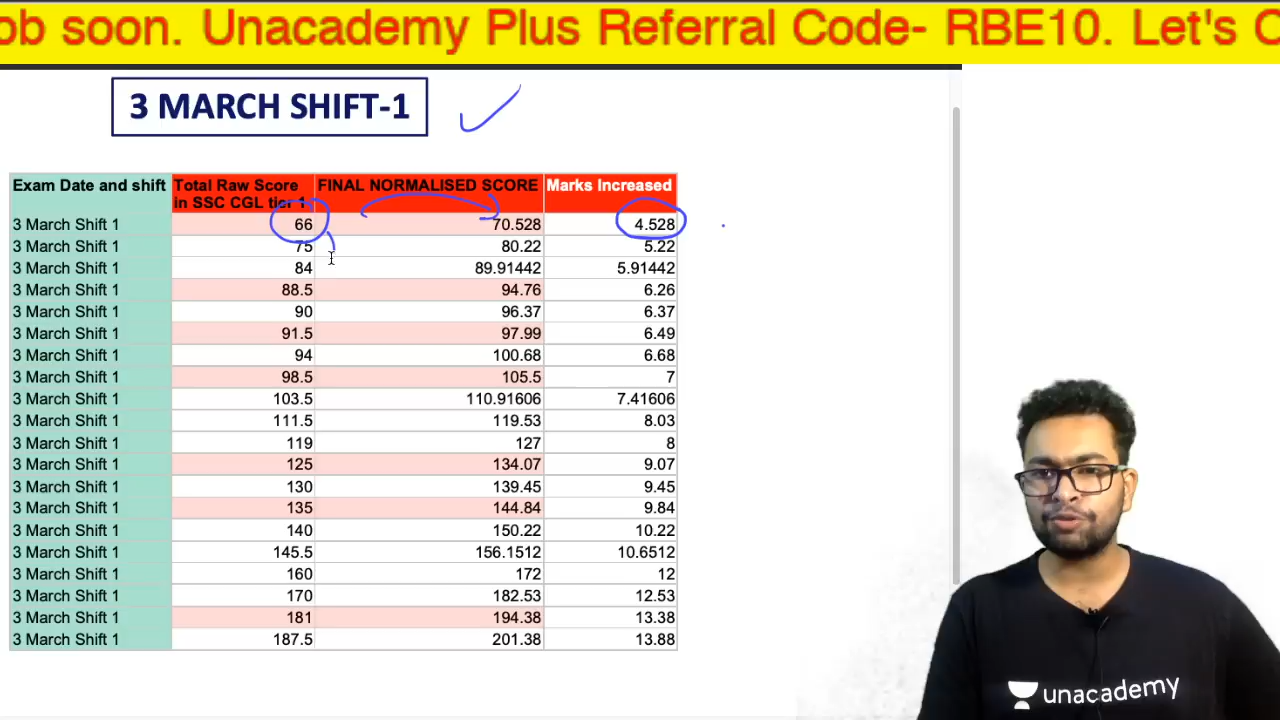 ob soon. Unacademy Plus Referral Code- RBE10. Let's C
3 MARCH SHIFT-1
Exam Date and shift Total Raw Score in SSC CGL tier 1 FINAL NORMALISED SCORE Marks Increased
3 March Shift 1 66 70.528 4.528
3 March Shift 1 75 80.22 5.22
3 March Shift 1 84 89.91442 5.91442
3 March Shift 1 88.5 94.76 6.26
3 March Shift 1 90 96.37 6.37
3 March Shift 1 91.5 97.99 6.49
3 March Shift 1 94 100.68 6.68
3 March Shift 1 98.5 105.5 7
3 March Shift 1 103.5 110.91606 7.41606
3 March Shift 1 111.5 119.53 8.03
3 March Shift 1 119 127 8
3 March Shift 1 125 134.07 9.07
3 March Shift 1 130 139.45 9.45
3 March Shift 1 135 144.84 9.84
3 March Shift 1 140 150.22 10.22
3 March Shift 1 145.5 156.1512 10.6512
3 March Shift 1 160 172 12
3 March Shift 1 170 182.53 12.53
3 March Shift 1 181 194.38 13.38
3 March Shift 1 187.5 201.38 13.88
unacademy